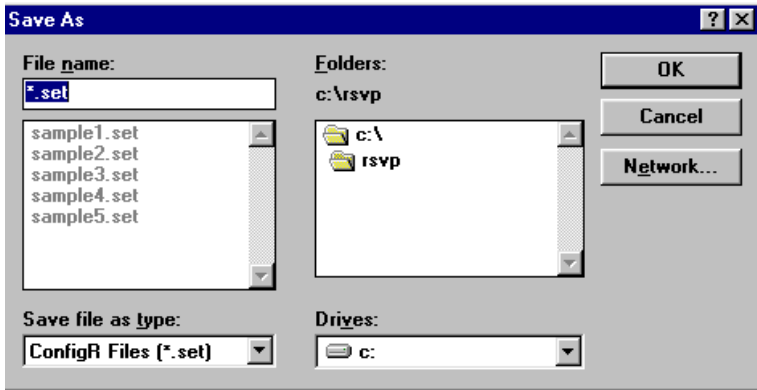 Save As
File name:
*.set
sample1.set
sample2.set
sample3.set
sample4.set
sample5.set
Save file as type:
ConfigR Files (*.set)
Folders:
c:\rsvp
c:\
rsvp
Drives:
c:
OK
Cancel
Network...